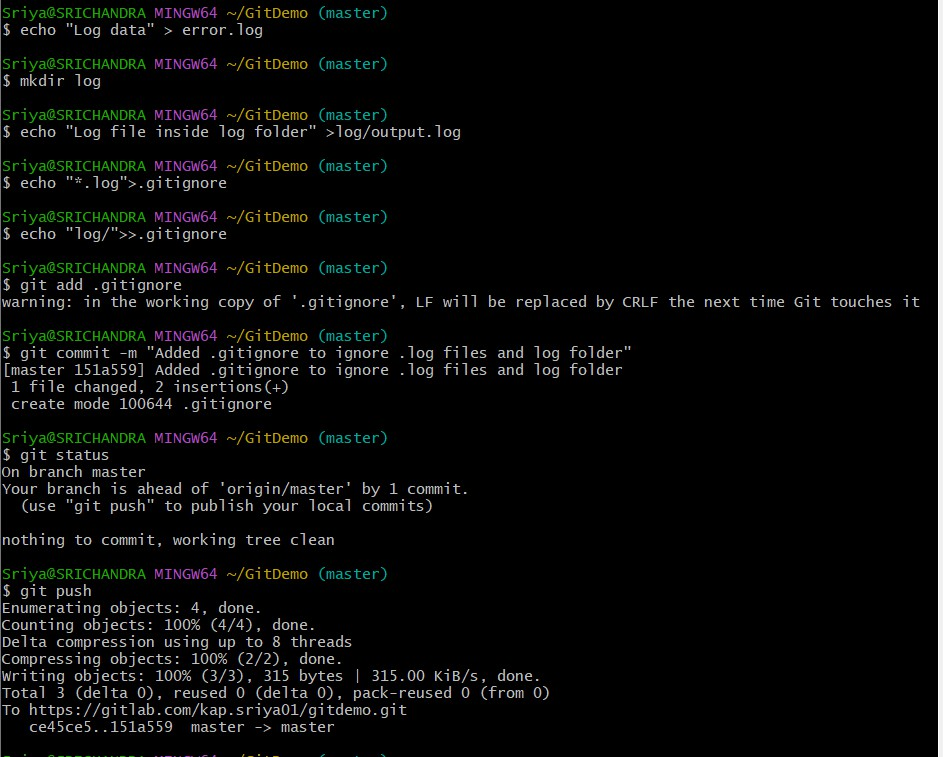 Sriya@SRICHANDRA MINGW64 ~/GitDemo (master)
$ echo "Log data" > error.log
Sriya@SRICHANDRA MINGW64 ~/GitDemo (master)
$ mkdir log
Sriya@SRICHANDRA MINGW64 ~/GitDemo (master)
$ echo "Log file inside log folder" >log/output.log
Sriya@SRICHANDRA MINGW64 ~/GitDemo (master)
$ echo "*.log">.gitignore
Sriya@SRICHANDRA MINGW64 ~/GitDemo (master)
$ echo "log/">>.gitignore
Sriya@SRICHANDRA MINGW64 ~/GitDemo (master)
$ git add .gitignore
warning: in the working copy of '.gitignore', LF will be replaced by CRLF the next time Git touches it
Sriya@SRICHANDRA MINGW64 ~/GitDemo (master)
$ git commit -m "Added .gitignore to ignore .log files and log folder"
[master 151a559] Added .gitignore to ignore .log files and log folder
1 file changed, 2 insertions(+)
create mode 100644 .gitignore
Sriya@SRICHANDRA MINGW64 ~/GitDemo (master)
$ git status
On branch master
Your branch is ahead of 'origin/master' by 1 commit.
(use "git push" to publish your local commits)
nothing to commit, working tree clean
Sriya@SRICHANDRA MINGW64 ~/GitDemo (master)
$ git push
Enumerating objects: 4, done.
Counting objects: 100% (4/4), done.
Delta compression using up to 8 threads
Compressing objects: 100% (2/2), done.
Writing objects: 100% (3/3), 315 bytes | 315.00 KiB/s, done.
Total 3 (delta 0), reused 0 (delta 0), pack-reused 0 (from 0)
To https://gitlab.com/kap.sriya01/gitdemo.git
ce45ce5..151a559 master -> master